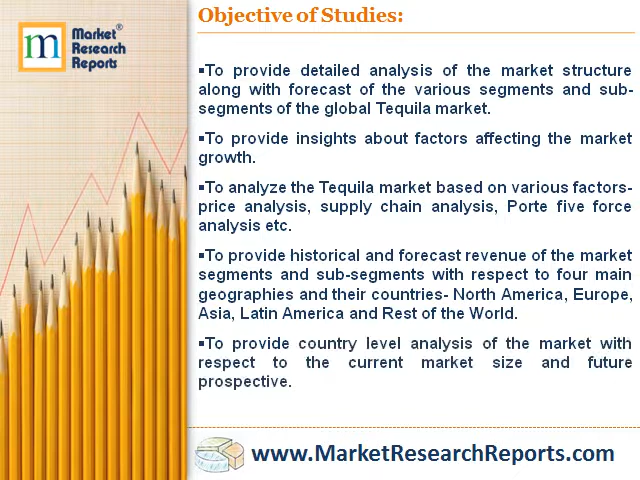 Objective of Studies:
m
Market®
Research
Reports
▪To provide detailed analysis of the market structure
along with forecast of the various segments and sub-
segments of the global Tequila market.
▪To provide insights about factors affecting the market
growth.
▪To analyze the Tequila market based on various factors-
price analysis, supply chain analysis, Porte five force
analysis etc.
▪To provide historical and forecast revenue of the market
segments and sub-segments with respect to four main
geographies and their countries- North America, Europe,
Asia, Latin America and Rest of the World.
▪To provide country level analysis of the market with
respect to the current market size and future
prospective.
www.MarketResearchReports.com